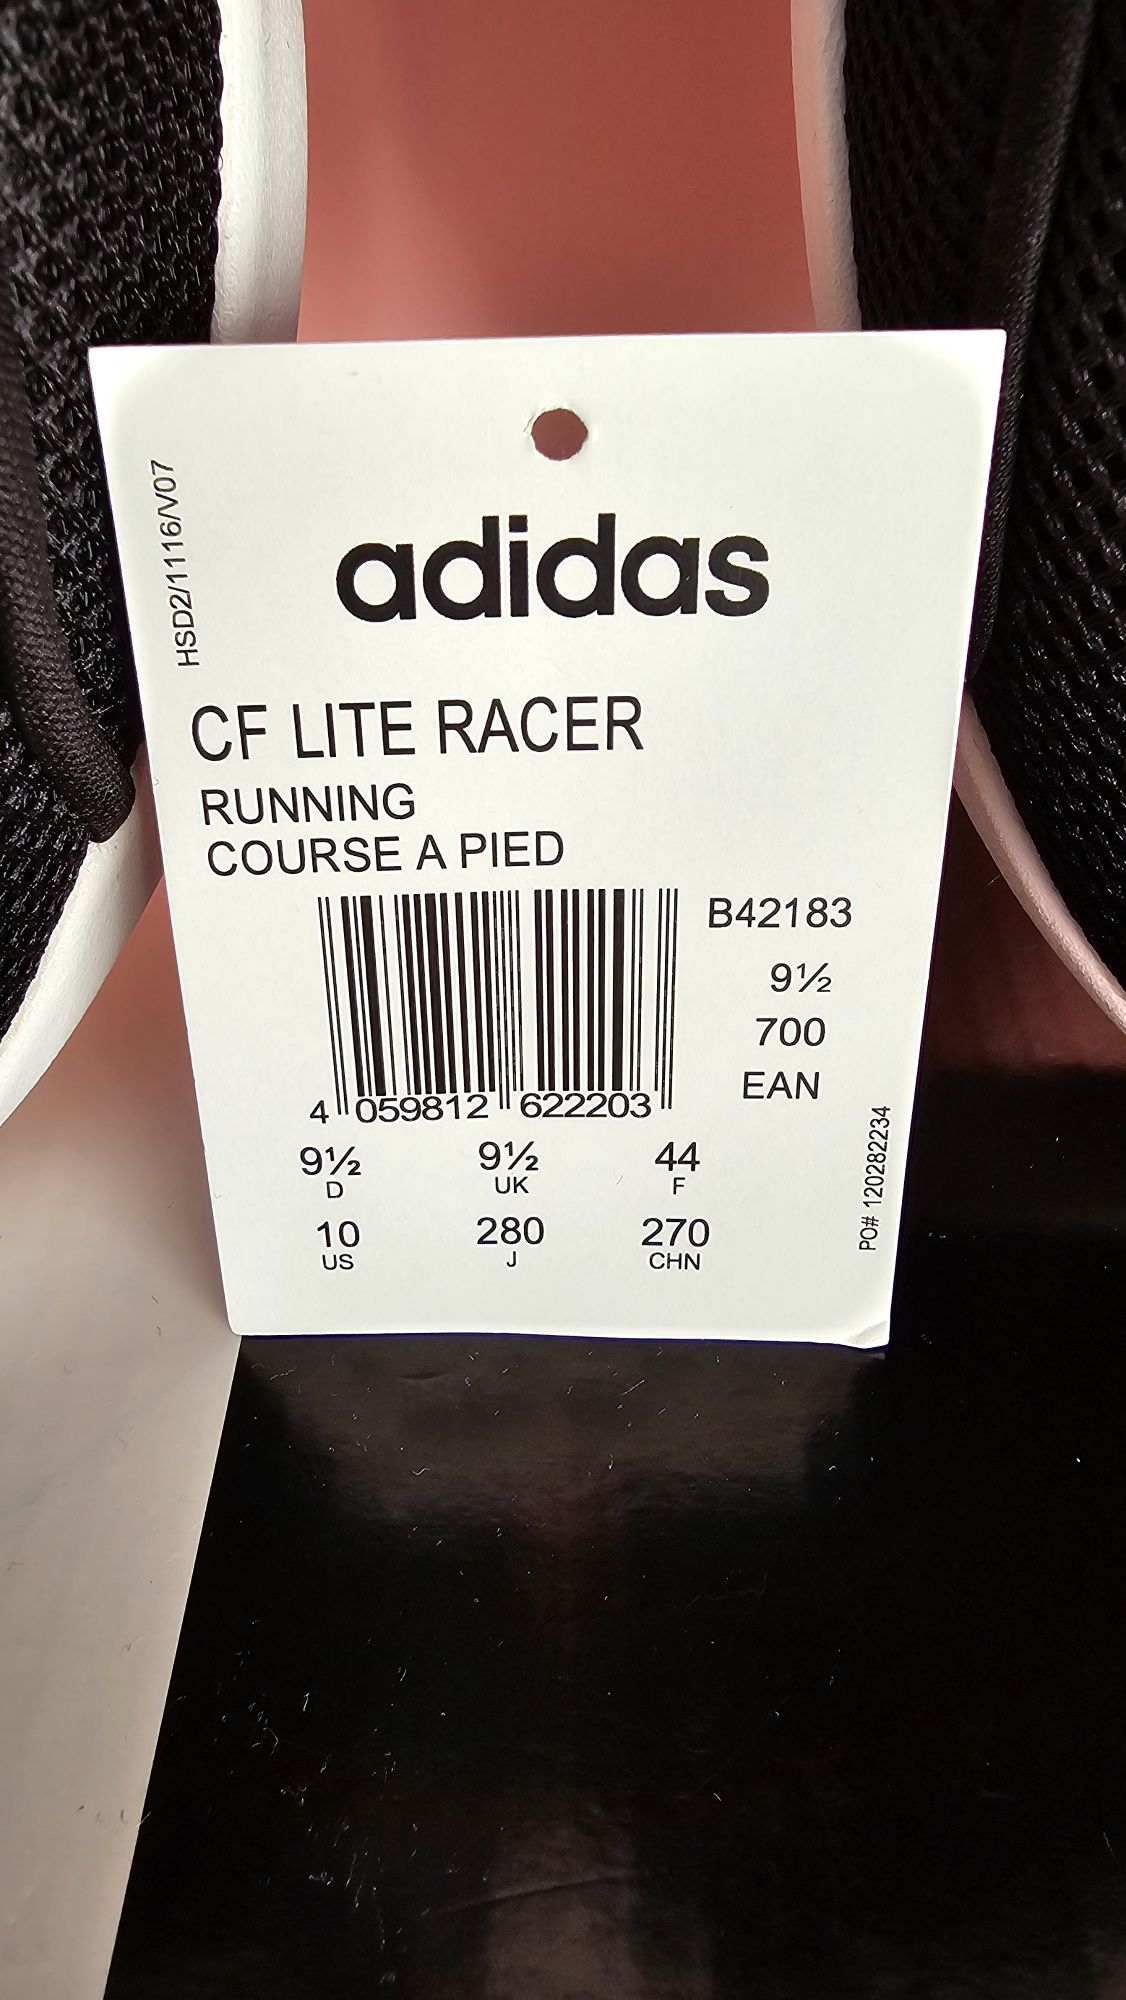 HSD2/1116/V07
adidas
CF LITE RACER
RUNNING
COURSE A PIED
B42183
9½
700
EAN
4 059812 622203
9½ 9½ 44
D UK F
10 280 270
US J CHN
PO# 120282234